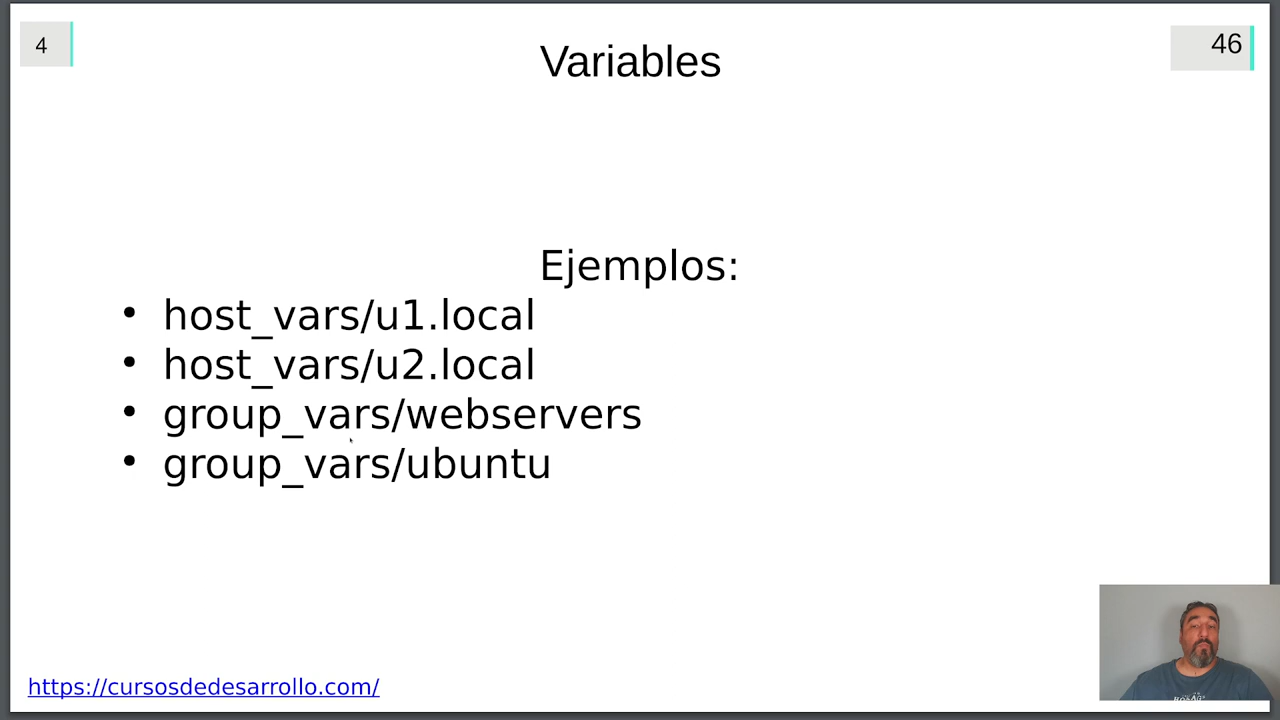 4
46
Variables
Ejemplos:
• host_vars/u1.local
• host_vars/u2.local
• group_vars/webservers
• group_vars/ubuntu
https://cursosdedesarrollo.com/